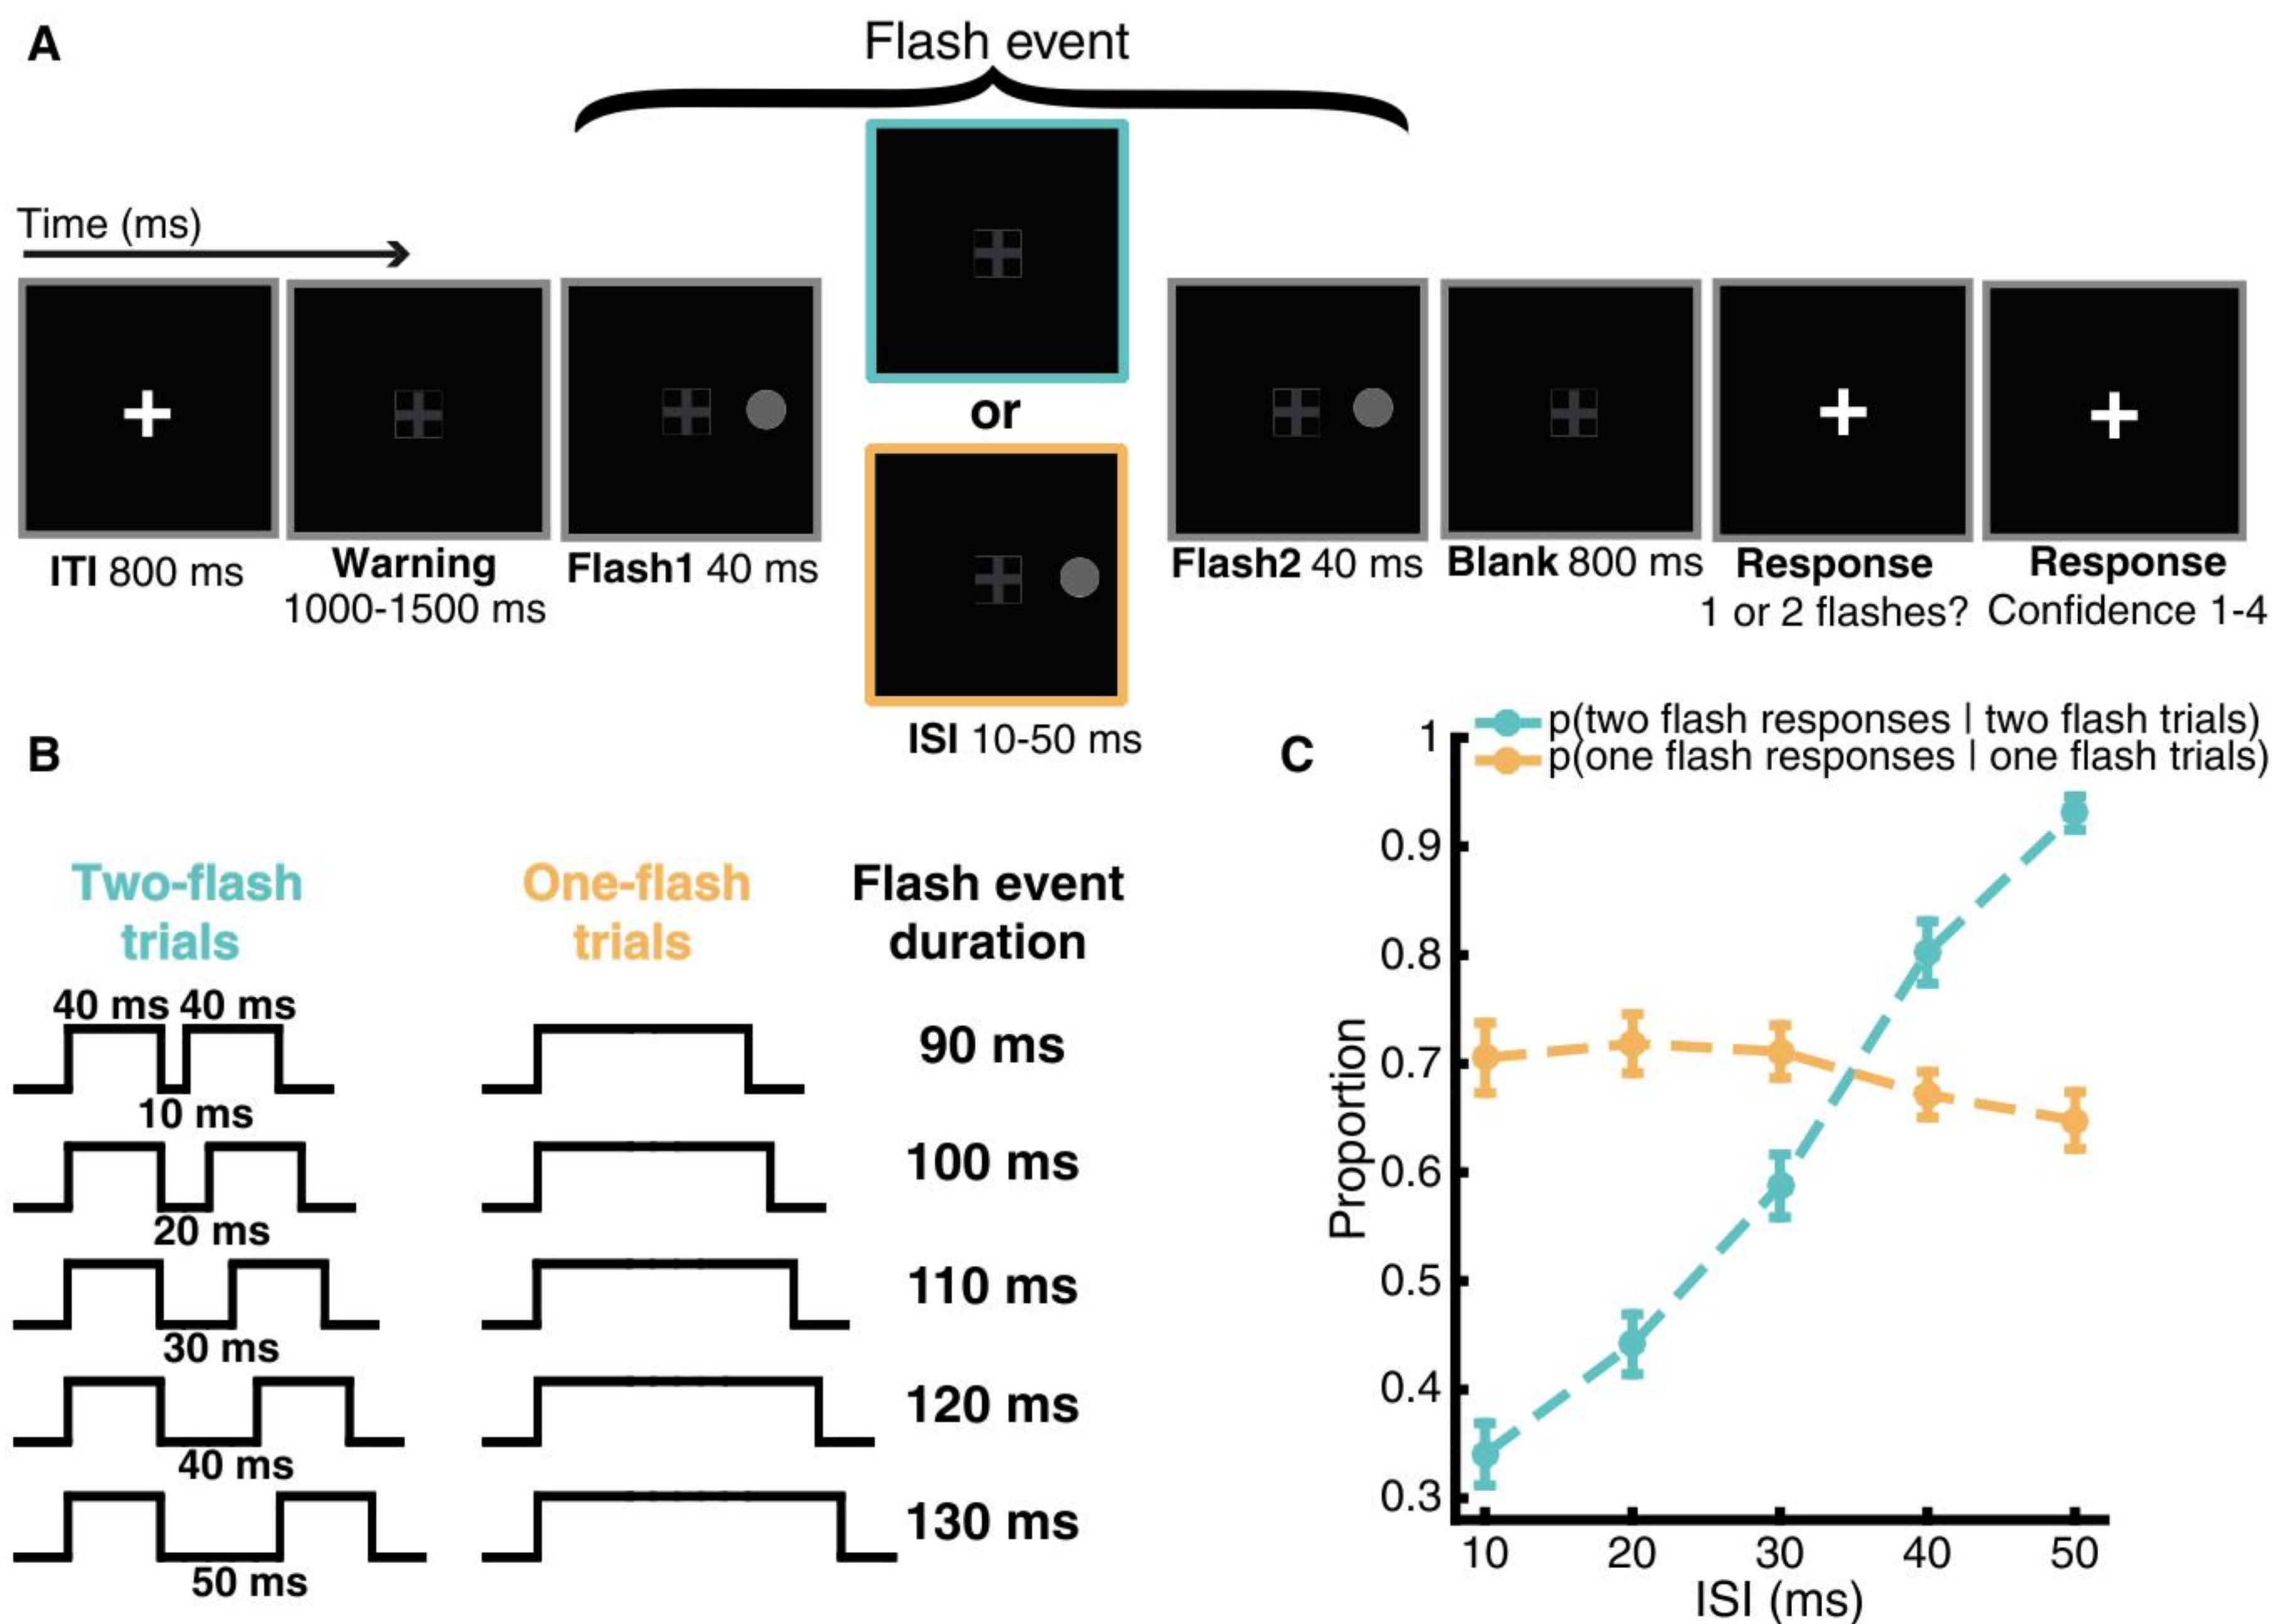 A
Flash event
Time (ms)
or
ITI 800 ms
Warning
1000-1500 ms
Flash1 40 ms
ISI 10-50 ms
Flash2 40 ms
Blank 800 ms
Response
1 or 2 flashes?
Response
Confidence 1-4
B
Two-flash
trials
One-flash
trials
Flash event
duration
40 ms 40 ms
10 ms
90 ms
20 ms
100 ms
30 ms
110 ms
40 ms
120 ms
50 ms
130 ms
C
p(two flash responses | two flash trials)
p(one flash responses | one flash trials)
Proportion
1
0.9
0.8
0.7
0.6
0.5
0.4
0.3
10 20 30 40 50
ISI (ms)